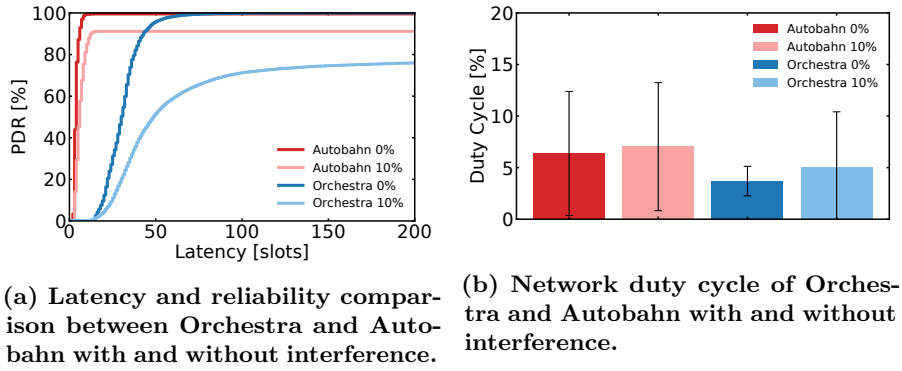 100
80
60
40
20
0
PDR [%]
0 50 100 150 200
Latency [slots]
Autobahn 0%
Autobahn 10%
Orchestra 0%
Orchestra 10%
(a) Latency and reliability compar-
ison between Orchestra and Auto-
bahn with and without interference.
20
15
10
5
0
Duty Cycle [%]
Autobahn 0%
Autobahn 10%
Orchestra 0%
Orchestra 10%
(b) Network duty cycle of Orches-
tra and Autobahn with and without
interference.